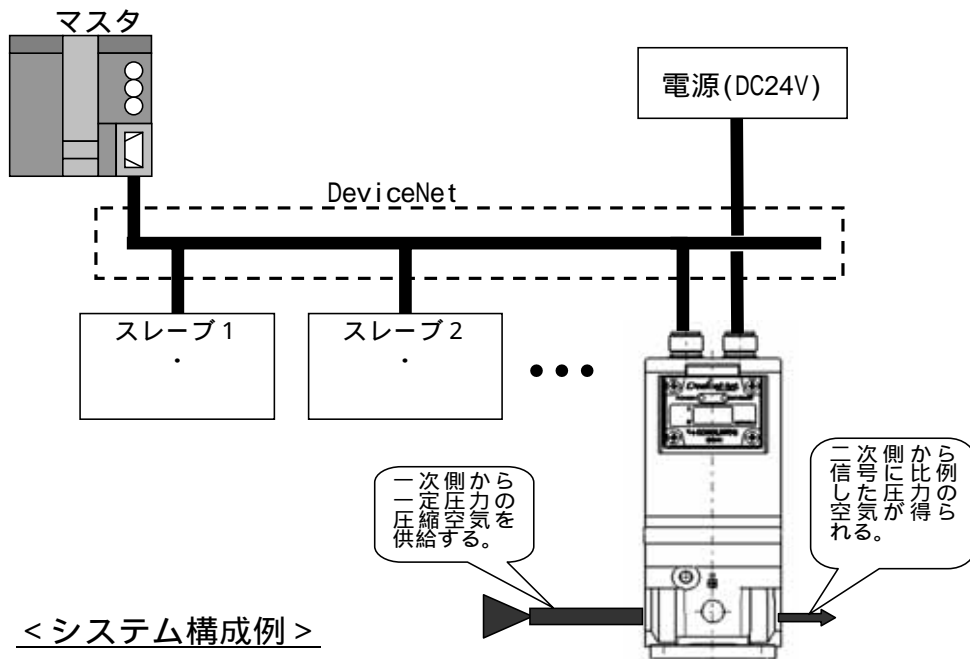 マスタ
電源(DC24V)
DeviceNet
スレーブ1
・
スレーブ2
・
•••
DeviceNet
一次側から
一定圧力の
圧縮空気を
供給する。
二次側から
信号に比例
した圧力の
空気が得ら
れる。
<システム構成例>